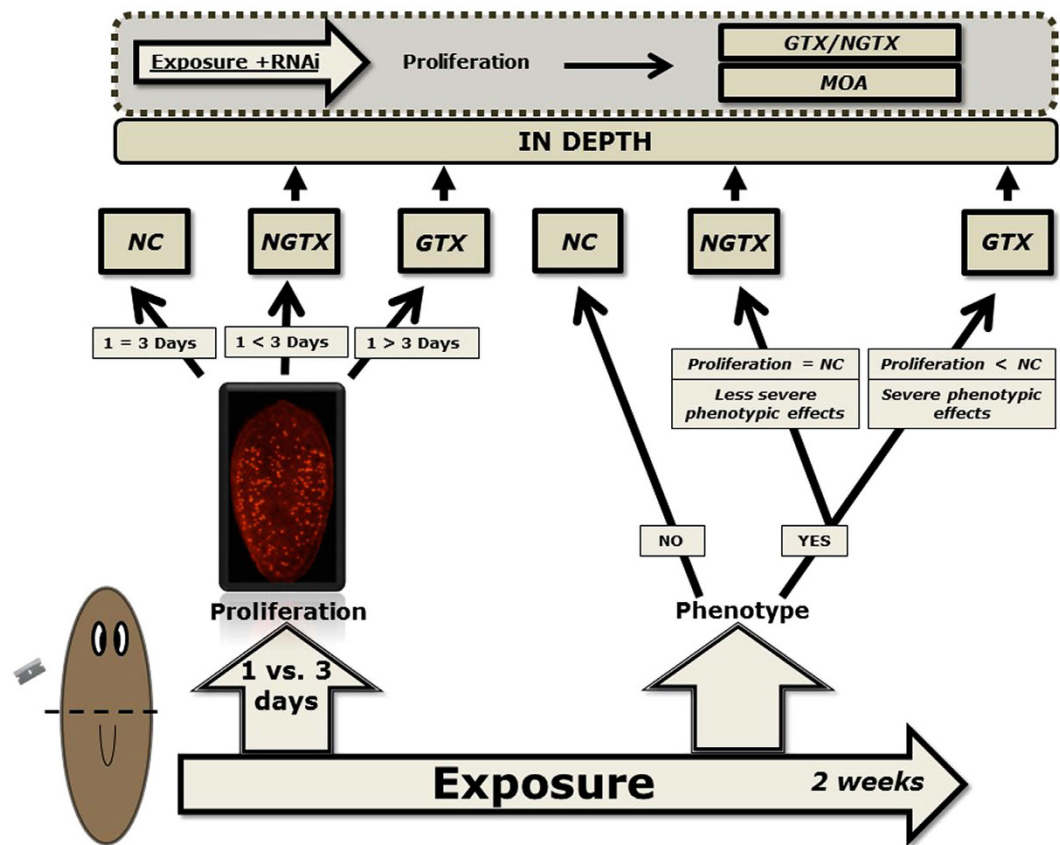 Exposure +RNAi
Proliferation
GTX/NGTX
MOA
IN DEPTH
NC
NGTX
GTX
NC
NGTX
GTX
1 = 3 Days
1 < 3 Days
1 > 3 Days
Proliferation = NC
Less severe
phenotypic effects
Proliferation < NC
Severe phenotypic
effects
NO
YES
Proliferation
Phenotype
1 vs. 3
days
Exposure
2 weeks